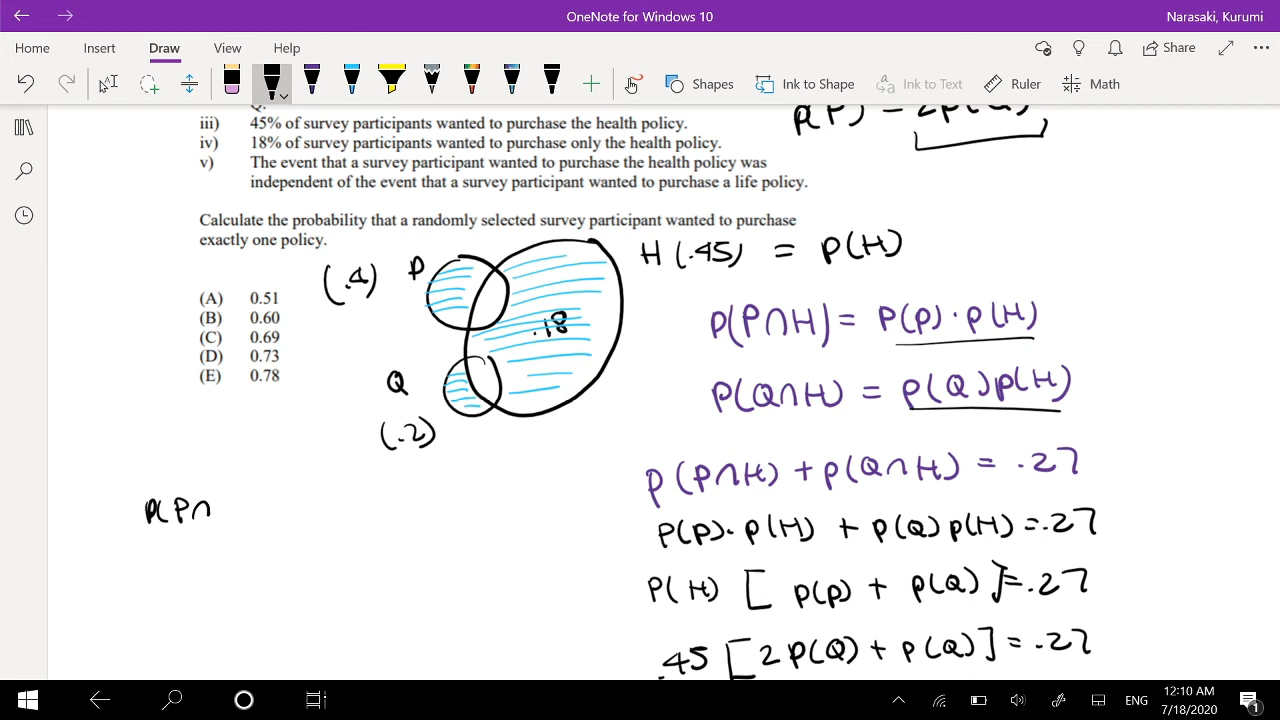 OneNote for Windows 10
Narasaki, Kurumi
Home Insert Draw View Help
Share
Shapes
Ink to Shape
Ink to Text
Ruler
Math
Q.
iii) 45% of survey participants wanted to purchase the health policy.
iv) 18% of survey participants wanted to purchase only the health policy.
v) The event that a survey participant wanted to purchase the health policy was
independent of the event that a survey participant wanted to purchase a life policy.
Calculate the probability that a randomly selected survey participant wanted to purchase
exactly one policy.
(A) 0.51
(B) 0.60
(C) 0.69
(D) 0.73
(E) 0.78
P(P) = 2P(Q)
(.4)
P
.18
Q
(.2)
H (.45) = P(H)
P(P∩H) = P(P) · P(H)
P(Q∩H) = P(Q)P(H)
P(P∩H) + P(Q∩H) = .27
P(P) · P(H) + P(Q)P(H) = .27
P(H) [ P(P) + P(Q) ] = .27
.45 [ 2P(Q) + P(Q) ] = .27
P(P∩
ENG
12:10 AM
7/18/2020
1